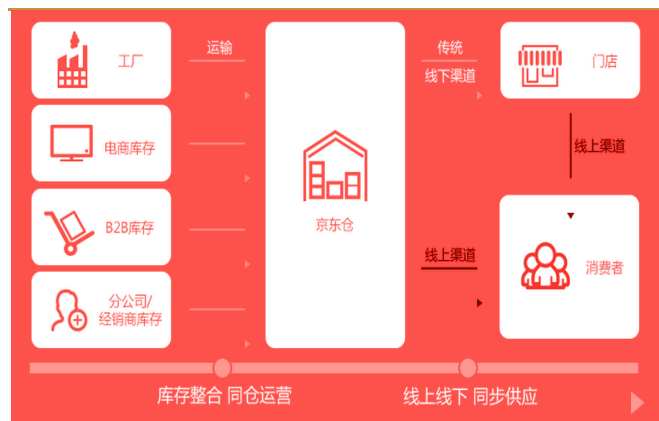 工厂
运输
传统
线下渠道
门店
电商库存
线上渠道
B2B库存
京东仓
线上渠道
消费者
分公司/
经销商库存
库存整合 同仓运营
线上线下 同步供应